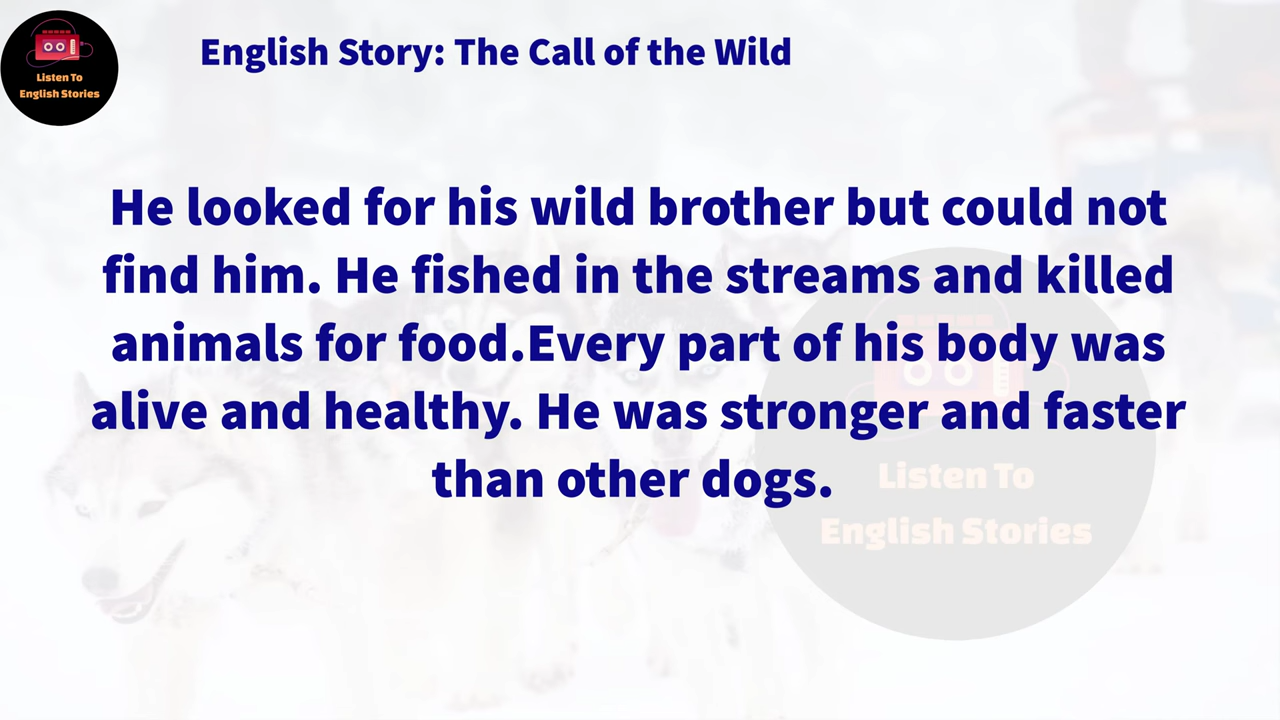 Listen To
English Stories
English Story: The Call of the Wild
He looked for his wild brother but could not
find him. He fished in the streams and killed
animals for food.Every part of his body was
alive and healthy. He was stronger and faster
than other dogs.
Listen To
English Stories